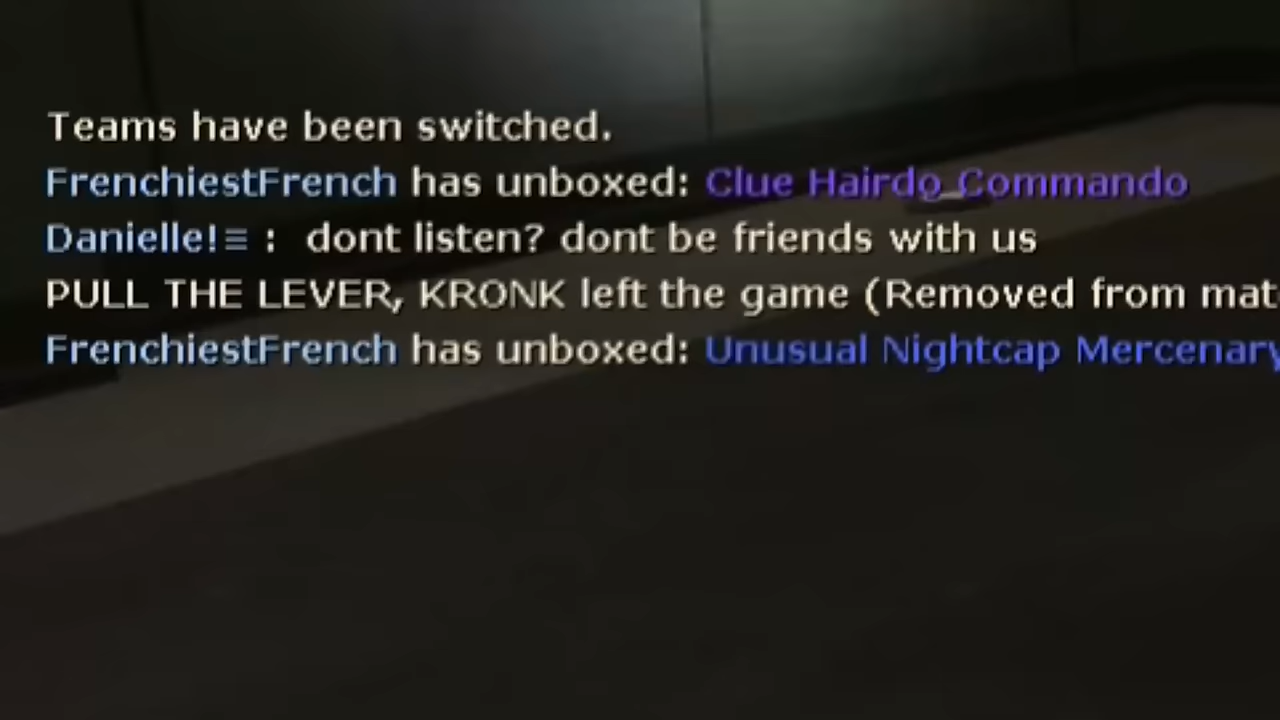 Teams have been switched.
FrenchiestFrench has unboxed: Clue Hairdo Commando
Danielle!≡ :  dont listen? dont be friends with us
PULL THE LEVER, KRONK left the game (Removed from mat
FrenchiestFrench has unboxed: Unusual Nightcap Mercenary